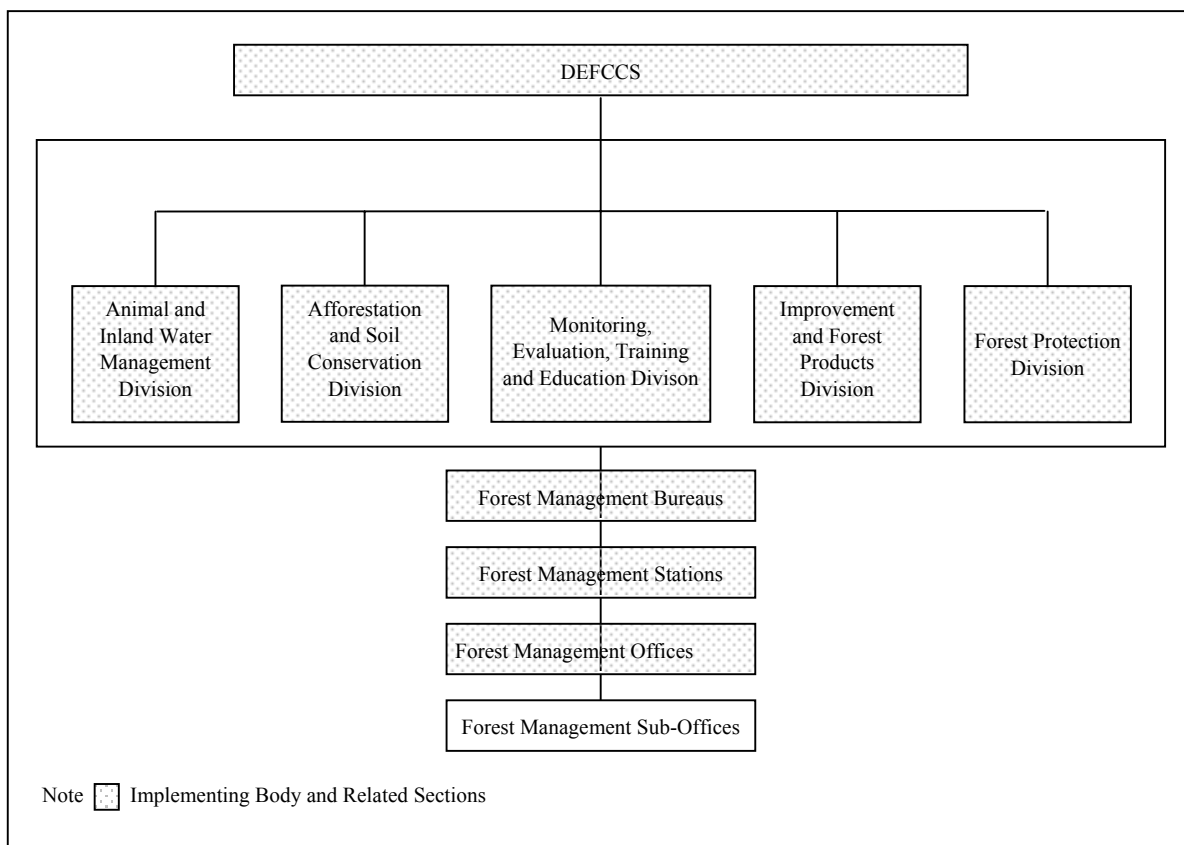 DEFCCS
Animal and
Inland Water
Management
Division
Afforestation
and Soil
Conservation
Division
Monitoring,
Evaluation, Training
and Education Divison
Improvement
and Forest
Products
Division
Forest Protection
Division
Forest Management Bureaus
Forest Management Stations
Forest Management Offices
Forest Management Sub-Offices
Note Implementing Body and Related Sections